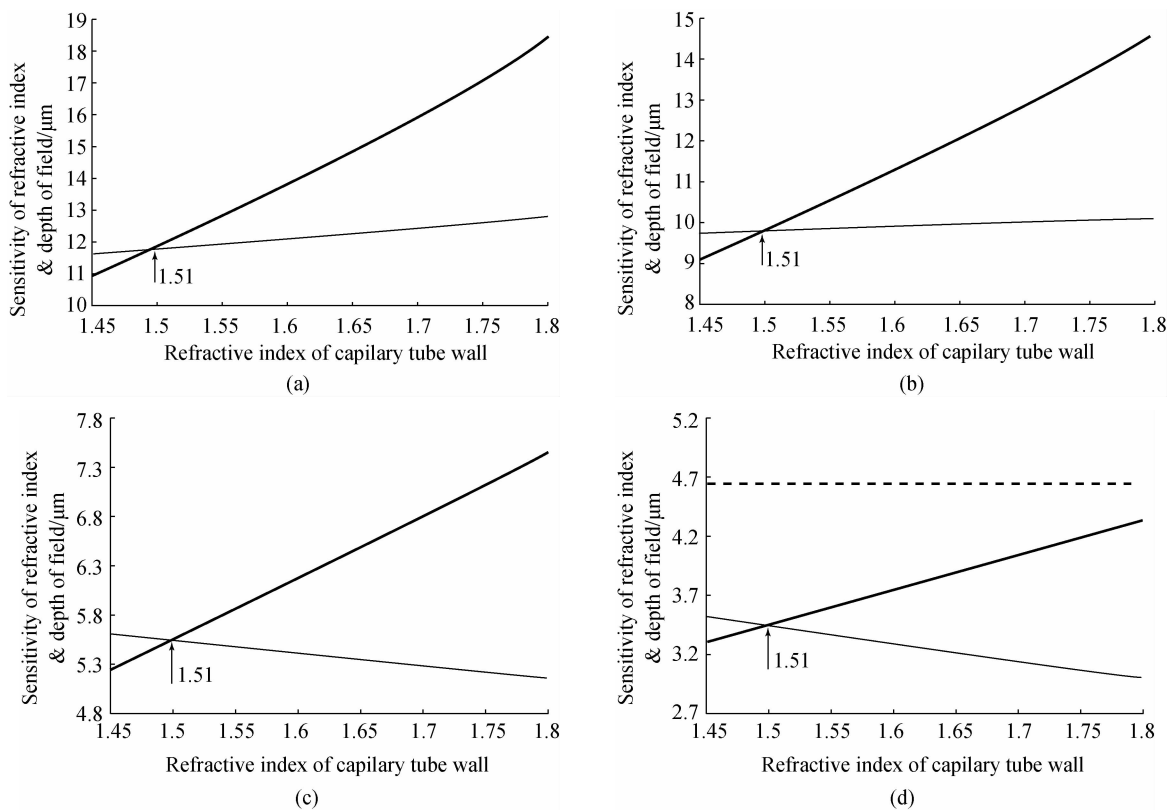 Sensitivity of refractive index
& depth of field/μm
19
18
17
16
15
14
13
12
11
10
1.51
1.45 1.5 1.55 1.6 1.65 1.7 1.75 1.8
Refractive index of capilary tube wall
(a)
Sensitivity of refractive index
& depth of field/μm
15
14
13
12
11
10
9
8
1.51
1.45 1.5 1.55 1.6 1.65 1.7 1.75 1.8
Refractive index of capilary tube wall
(b)
Sensitivity of refractive index
& depth of field/μm
7.8
7.3
6.8
6.3
5.8
5.3
4.8
1.51
1.45 1.5 1.55 1.6 1.65 1.7 1.75 1.8
Refractive index of capilary tube wall
(c)
Sensitivity of refractive index
& depth of field/μm
5.2
4.7
4.2
3.7
3.2
2.7
1.51
1.45 1.5 1.55 1.6 1.65 1.7 1.75 1.8
Refractive index of capilary tube wall
(d)